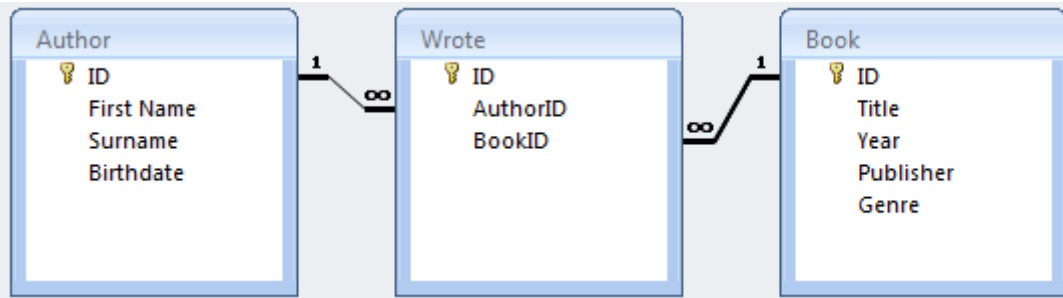 Author
ID
First Name
Surname
Birthdate
1
∞
Wrote
ID
AuthorID
BookID
∞
1
Book
ID
Title
Year
Publisher
Genre